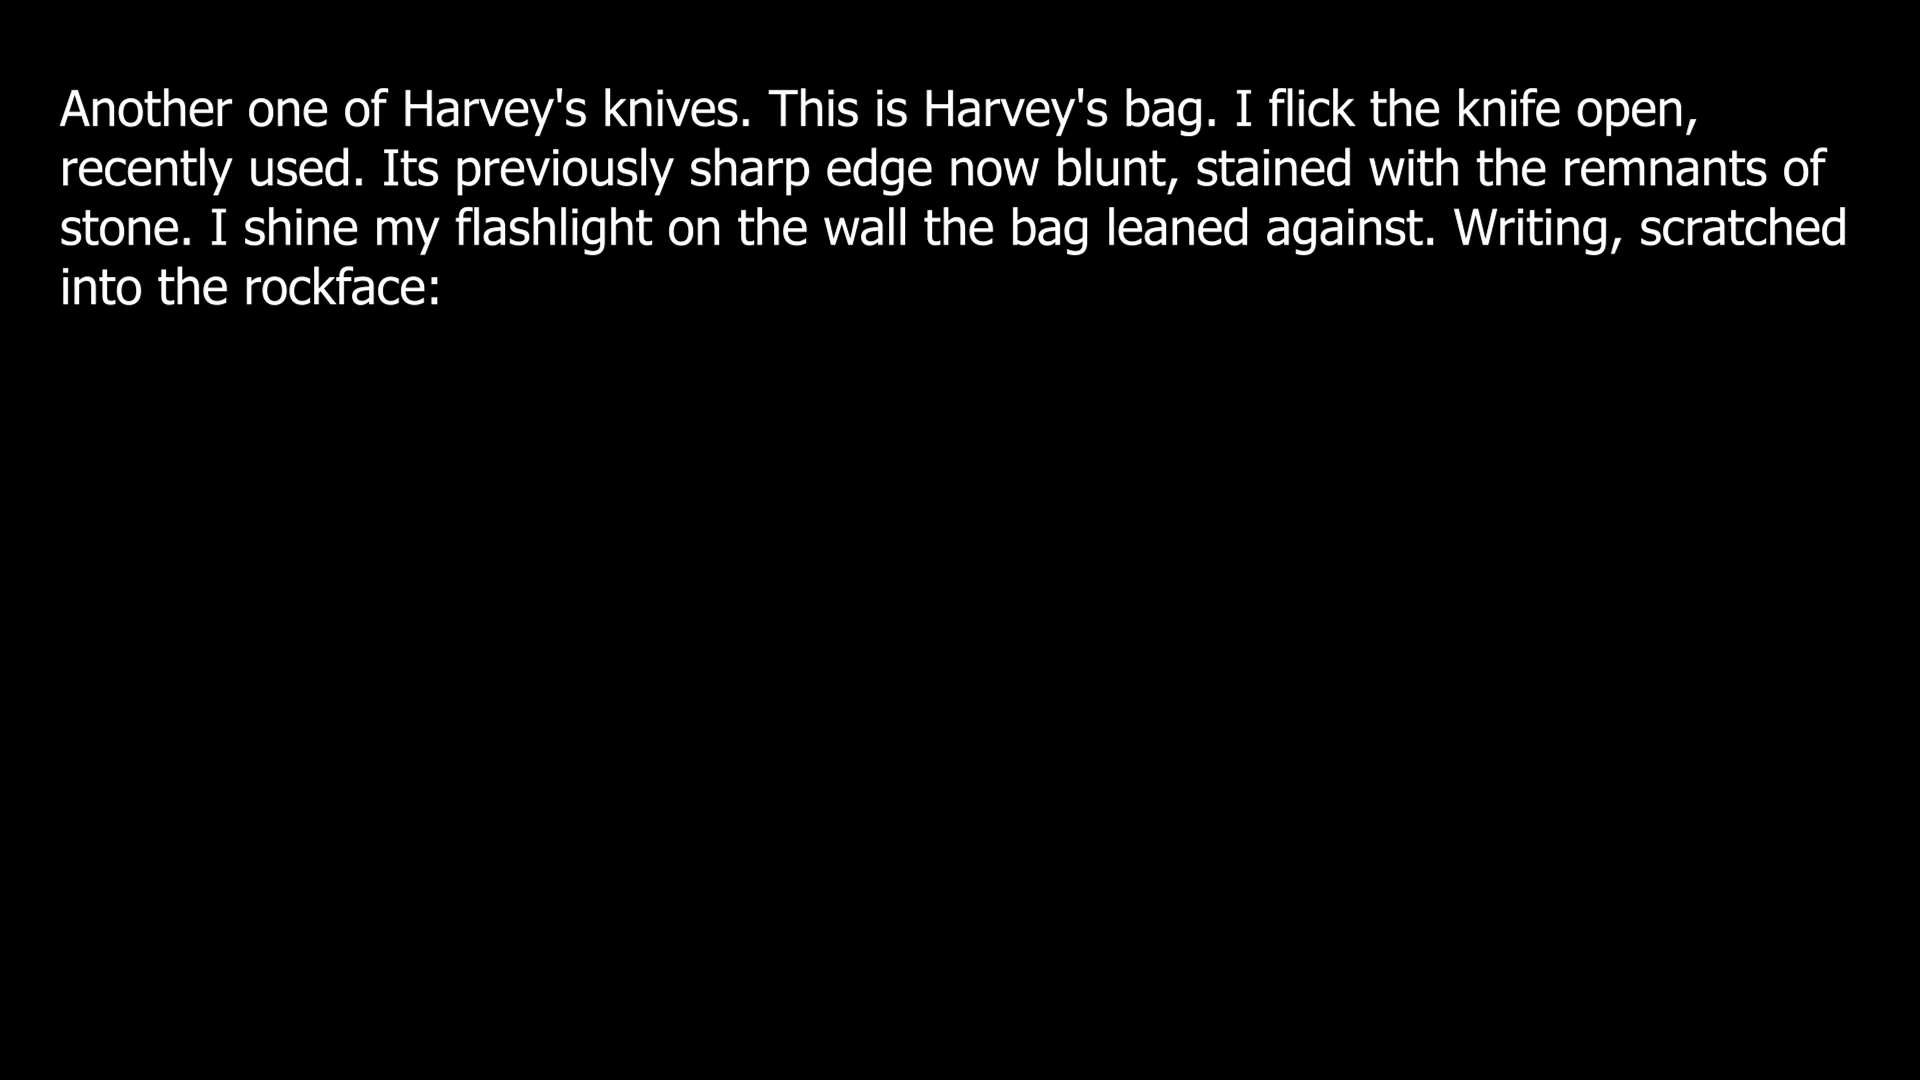 Another one of Harvey's knives. This is Harvey's bag. I flick the knife open,
recently used. Its previously sharp edge now blunt, stained with the remnants of
stone. I shine my flashlight on the wall the bag leaned against. Writing, scratched
into the rockface: